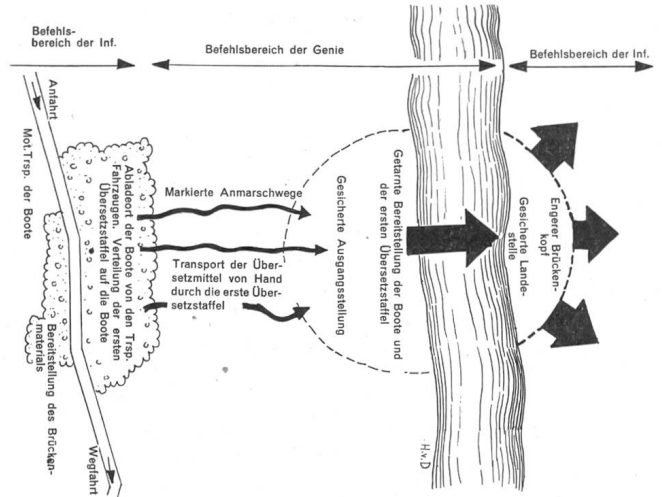 Befehls-
bereich der Inf.
Befehlsbereich der Genie
Befehlsbereich der Inf.
Anfahrt
Mot.Trsp. der Boote
Abladeort der Boote von den Trsp.
Fahrzeugen. Verteilung der ersten
Übersetzstaffel auf die Boote
Bereitstellung des Brücken-
materials
Wegfahrt
Markierte Anmarschwege
Transport der Über-
setzmittel von Hand
durch die erste Über-
setzstaffel
Gesicherte Ausgangsstellung
Getarnte Bereitstellung der Boote und
der ersten Übersetzstaffel
Gesicherte Lande-
stelle
Engerer Brücken-
kopf
H.v.D